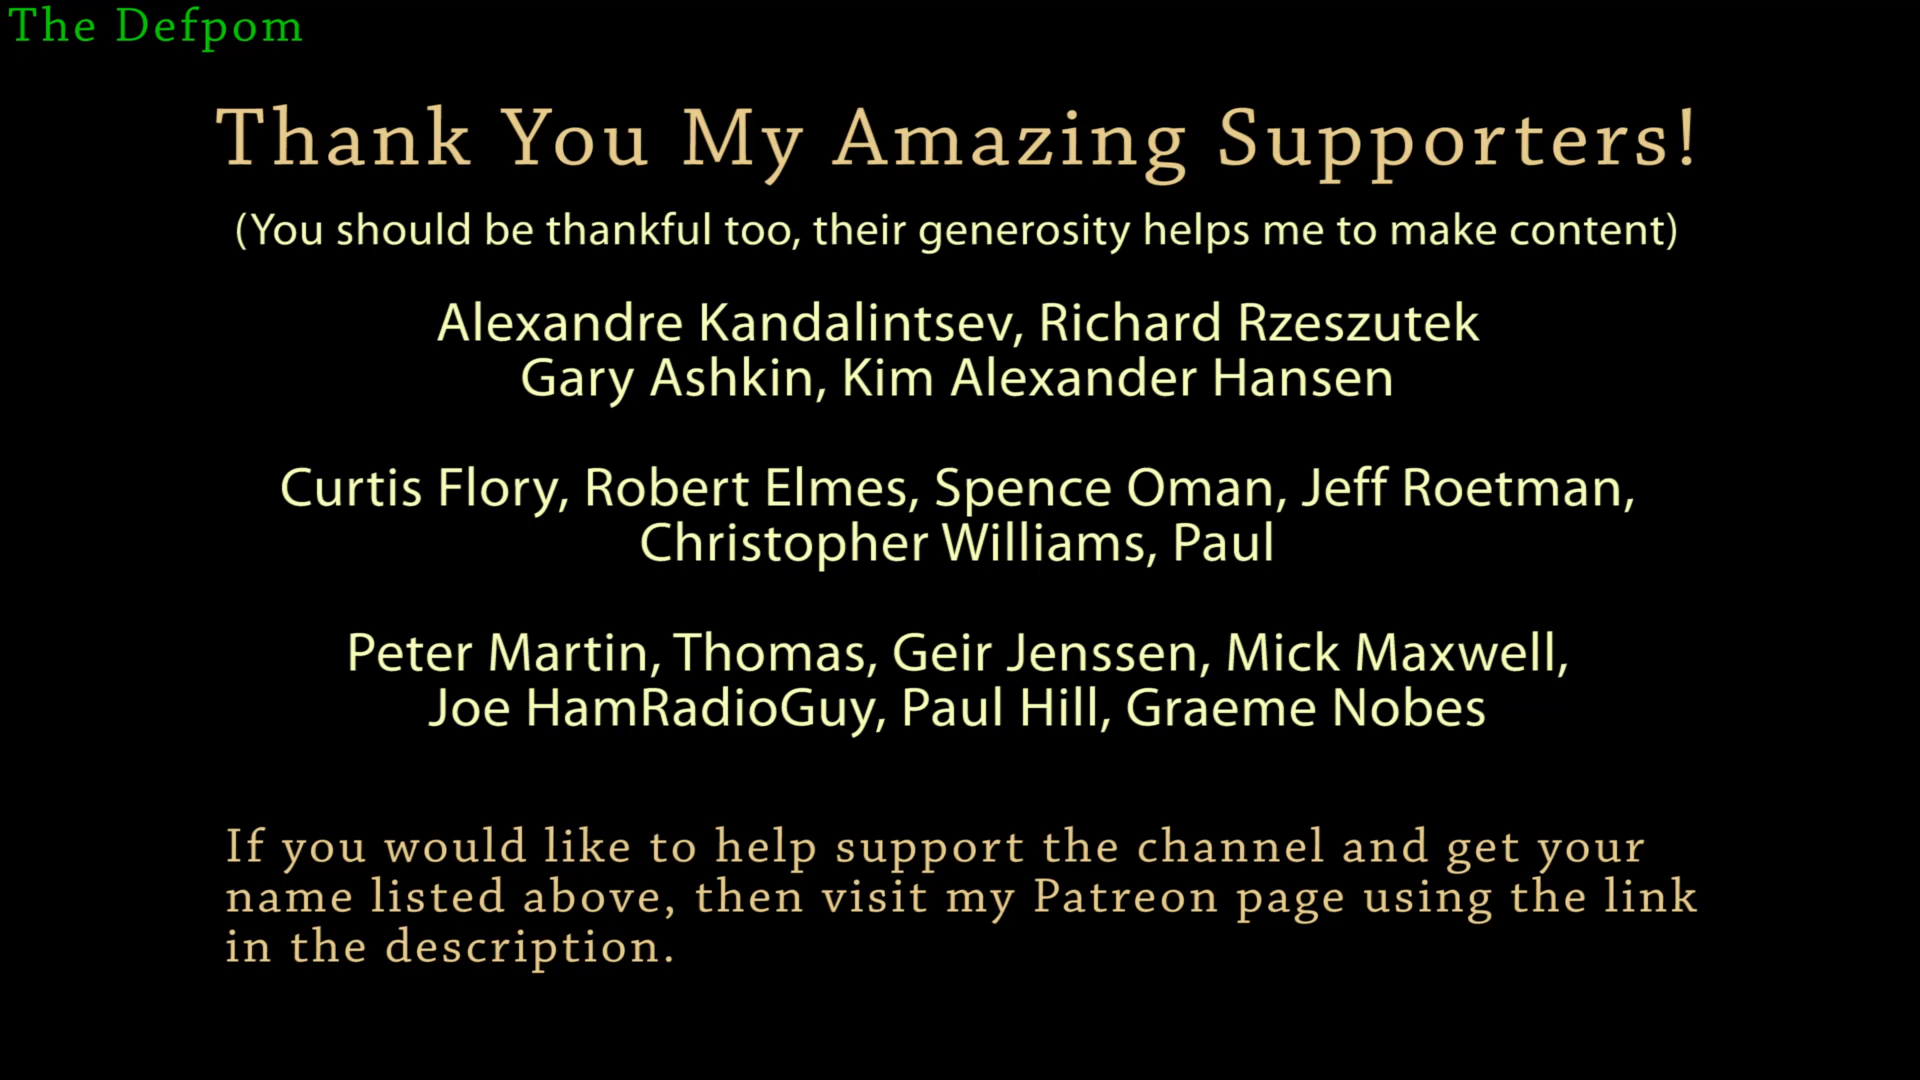 The Defpom
Thank You My Amazing Supporters!
(You should be thankful too, their generosity helps me to make content)
Alexandre Kandalintsev, Richard Rzeszutek
Gary Ashkin, Kim Alexander Hansen
Curtis Flory, Robert Elmes, Spence Oman, Jeff Roetman,
Christopher Williams, Paul
Peter Martin, Thomas, Geir Jenssen, Mick Maxwell,
Joe HamRadioGuy, Paul Hill, Graeme Nobes
If you would like to help support the channel and get your
name listed above, then visit my Patreon page using the link
in the description.